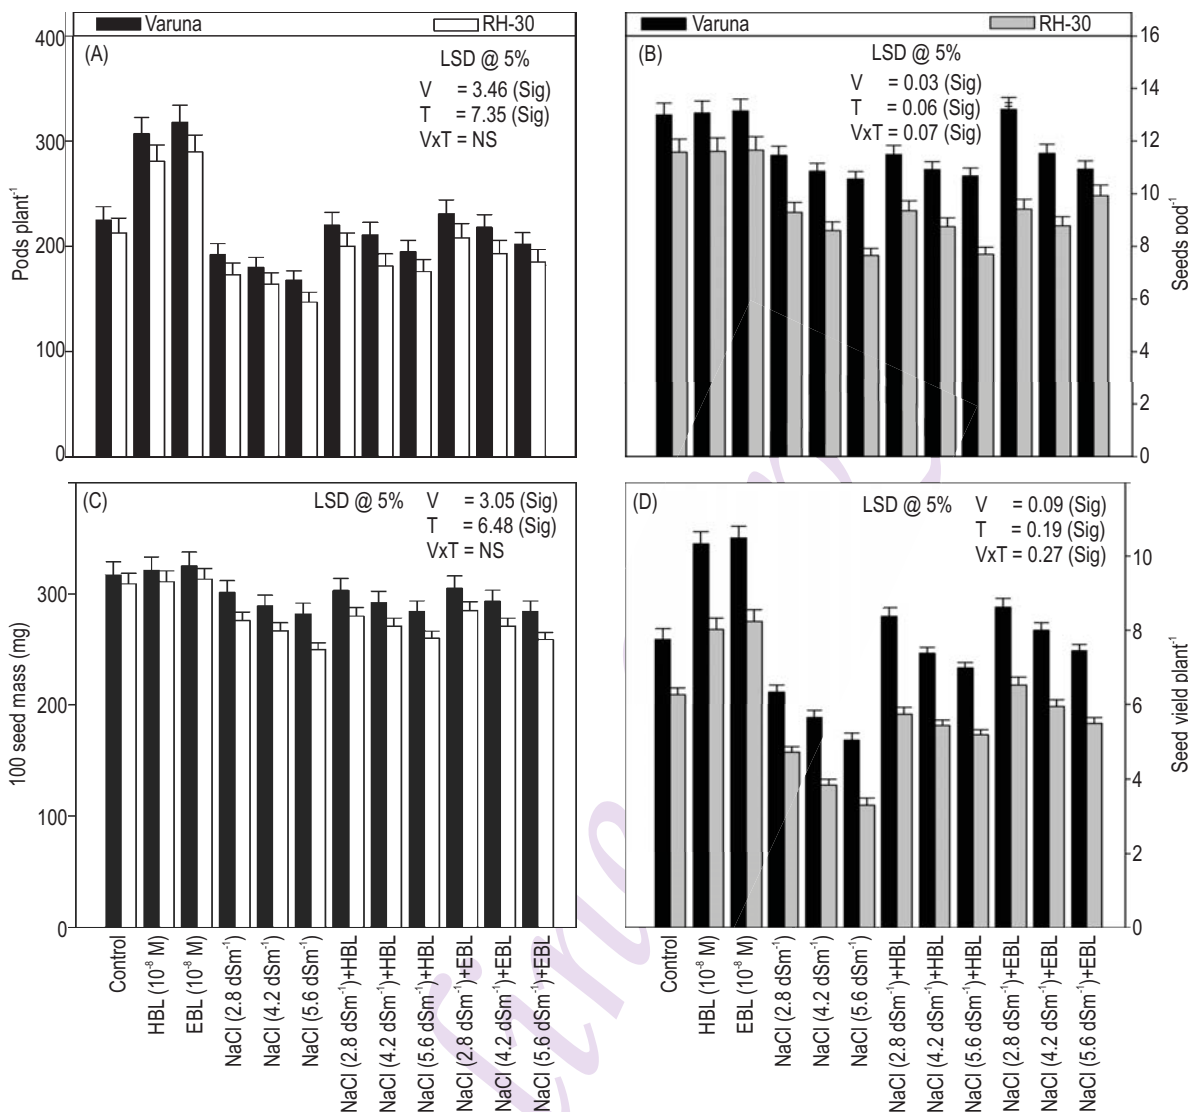 Varuna
RH-30
400
300
200
100
0
Pods plant⁻¹
(A)
LSD @ 5%
V = 3.46 (Sig)
T = 7.35 (Sig)
VxT = NS
Varuna
RH-30
(B)
LSD @ 5%
V = 0.03 (Sig)
T = 0.06 (Sig)
VxT = 0.07 (Sig)
16
14
12
10
8
6
4
2
0
Seeds pod⁻¹
(C)
LSD @ 5%
V = 3.05 (Sig)
T = 6.48 (Sig)
VxT = NS
300
200
100
0
100 seed mass (mg)
Control
HBL (10⁻⁸ M)
EBL (10⁻⁸ M)
NaCl (2.8 dSm⁻¹)
NaCl (4.2 dSm⁻¹)
NaCl (5.6 dSm⁻¹)
NaCl (2.8 dSm⁻¹)+HBL
NaCl (4.2 dSm⁻¹)+HBL
NaCl (5.6 dSm⁻¹)+HBL
NaCl (2.8 dSm⁻¹)+EBL
NaCl (4.2 dSm⁻¹)+EBL
NaCl (5.6 dSm⁻¹)+EBL
(D)
LSD @ 5%
V = 0.09 (Sig)
T = 0.19 (Sig)
VxT = 0.27 (Sig)
10
8
6
4
2
0
Seed yield plant⁻¹
Control
HBL (10⁻⁸ M)
EBL (10⁻⁸ M)
NaCl (2.8 dSm⁻¹)
NaCl (4.2 dSm⁻¹)
NaCl (5.6 dSm⁻¹)
NaCl (2.8 dSm⁻¹)+HBL
NaCl (4.2 dSm⁻¹)+HBL
NaCl (5.6 dSm⁻¹)+HBL
NaCl (2.8 dSm⁻¹)+EBL
NaCl (4.2 dSm⁻¹)+EBL
NaCl (5.6 dSm⁻¹)+EBL